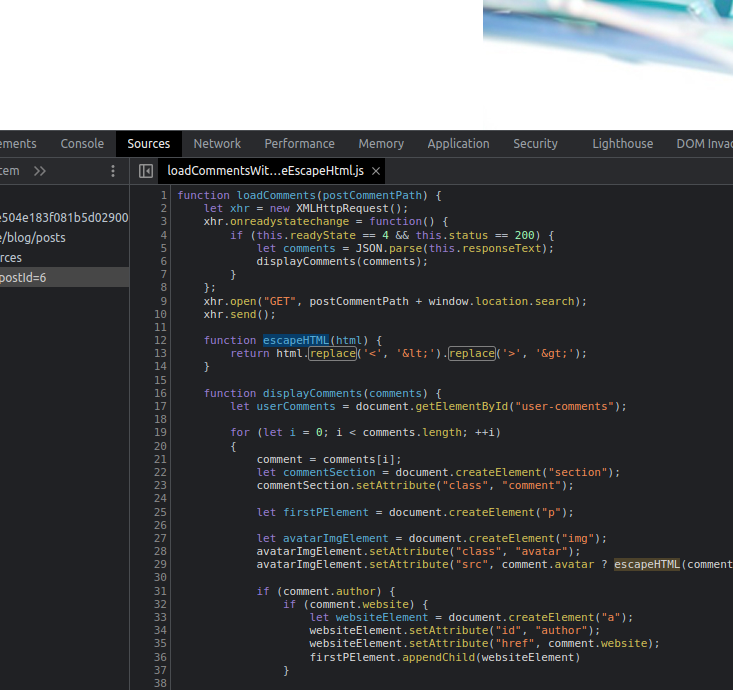 ements Console Sources Network Performance Memory Application Security Lighthouse DOM Invad
tem
loadCommentsWit...eEscapeHtml.js ×
e504e183f081b5d02900
e/blog/posts
rces
postId=6
1 function loadComments(postCommentPath) {
2     let xhr = new XMLHttpRequest();
3     xhr.onreadystatechange = function() {
4         if (this.readyState == 4 && this.status == 200) {
5             let comments = JSON.parse(this.responseText);
6             displayComments(comments);
7         }
8     };
9     xhr.open("GET", postCommentPath + window.location.search);
10     xhr.send();
11
12     function escapeHTML(html) {
13         return html.replace('<', '&lt;').replace('>', '&gt;');
14     }
15
16     function displayComments(comments) {
17         let userComments = document.getElementById("user-comments");
18
19         for (let i = 0; i < comments.length; ++i)
20         {
21             comment = comments[i];
22             let commentSection = document.createElement("section");
23             commentSection.setAttribute("class", "comment");
24
25             let firstPElement = document.createElement("p");
26
27             let avatarImgElement = document.createElement("img");
28             avatarImgElement.setAttribute("class", "avatar");
29             avatarImgElement.setAttribute("src", comment.avatar ? escapeHTML(comment
30
31             if (comment.author) {
32                 if (comment.website) {
33                     let websiteElement = document.createElement("a");
34                     websiteElement.setAttribute("id", "author");
35                     websiteElement.setAttribute("href", comment.website);
36                     firstPElement.appendChild(websiteElement)
37                 }
38